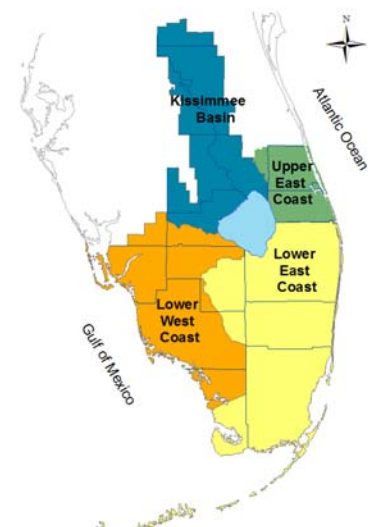 N
Kissimmee
Basin
Atlantic Ocean
Upper
East
Coast
Lower
East
Coast
Lower
West
Coast
Gulf of Mexico